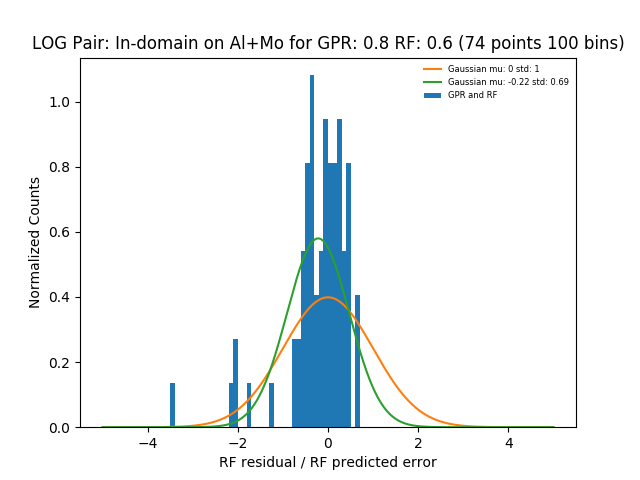 LOG Pair: In-domain on Al+Mo for GPR: 0.8 RF: 0.6 (74 points 100 bins)
Gaussian mu: 0 std: 1
Gaussian mu: -0.22 std: 0.69
GPR and RF
Normalized Counts
1.0
0.8
0.6
0.4
0.2
0.0
−4 −2 0 2 4
RF residual / RF predicted error